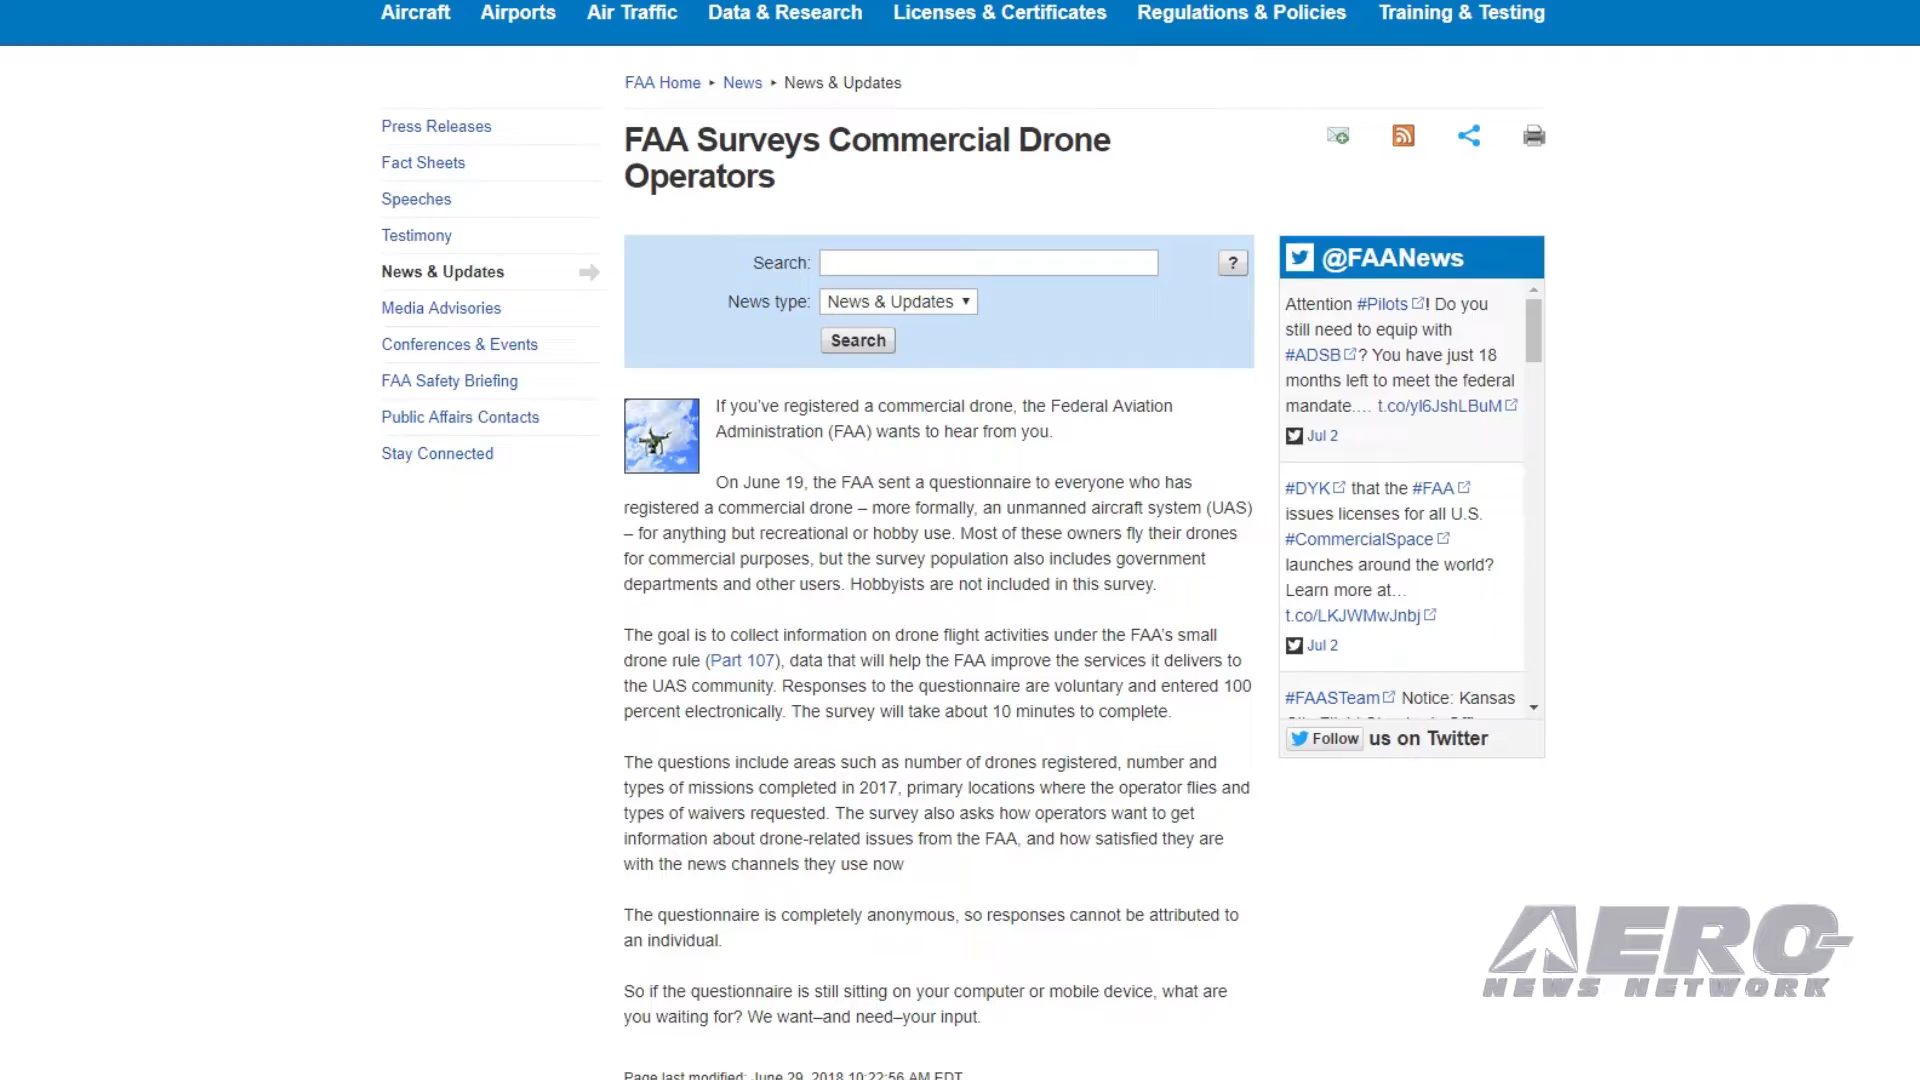 Aircraft Airports Air Traffic Data & Research Licenses & Certificates Regulations & Policies Training & Testing
FAA Home ▸ News ▸ News & Updates
Press Releases
Fact Sheets
Speeches
Testimony
News & Updates
Media Advisories
Conferences & Events
FAA Safety Briefing
Public Affairs Contacts
Stay Connected
FAA Surveys Commercial Drone
Operators
Search:
?
News type: News & Updates
Search
If you’ve registered a commercial drone, the Federal Aviation
Administration (FAA) wants to hear from you.
On June 19, the FAA sent a questionnaire to everyone who has
registered a commercial drone – more formally, an unmanned aircraft system (UAS)
– for anything but recreational or hobby use. Most of these owners fly their drones
for commercial purposes, but the survey population also includes government
departments and other users. Hobbyists are not included in this survey.
The goal is to collect information on drone flight activities under the FAA’s small
drone rule (Part 107), data that will help the FAA improve the services it delivers to
the UAS community. Responses to the questionnaire are voluntary and entered 100
percent electronically. The survey will take about 10 minutes to complete.
The questions include areas such as number of drones registered, number and
types of missions completed in 2017, primary locations where the operator flies and
types of waivers requested. The survey also asks how operators want to get
information about drone-related issues from the FAA, and how satisfied they are
with the news channels they use now
The questionnaire is completely anonymous, so responses cannot be attributed to
an individual.
So if the questionnaire is still sitting on your computer or mobile device, what are
you waiting for? We want–and need–your input.
Page last modified: June 29, 2018 10:22:56 AM EDT
@FAANews
Attention #Pilots! Do you
still need to equip with
#ADSB? You have just 18
months left to meet the federal
mandate.... t.co/yl6JshLBuM
Jul 2
#DYK that the #FAA
issues licenses for all U.S.
#CommercialSpace
launches around the world?
Learn more at…
t.co/LKJWMwJnbj
Jul 2
#FAASTeam Notice: Kansas
Follow us on Twitter
AERO-
NEWS NETWORK